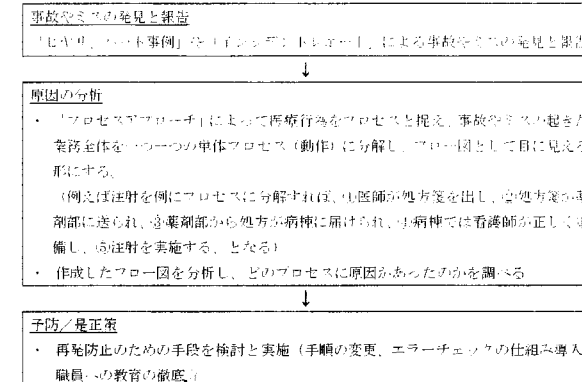 事故やミスの発見と報告
「ヒヤリ、ハット事例」や「インシデントレポート」による事故やミスの発見と報告
↓
原因の分析
・ 「プロセスアプローチ」によって医療行為をプロセスと捉え、事故やミスの起きた
業務全体を一つ一つの単体プロセス（動作）に分解し、フロー図として目に見える
形にする。
（例えば注射を例にプロセスに分解すれば、①医師が処方箋を出し、②処方箋が薬
剤部に送られ、③薬剤部から処方が病棟に届けられ、④病棟では看護師が正しく準
備し、⑤注射を実施する、となる）
・ 作成したフロー図を分析し、どのプロセスに原因があったのかを調べる
↓
予防／是正策
・ 再発防止のための手段を検討と実施（手順の変更、エラーチェックの仕組み導入
職員への教育の徹底